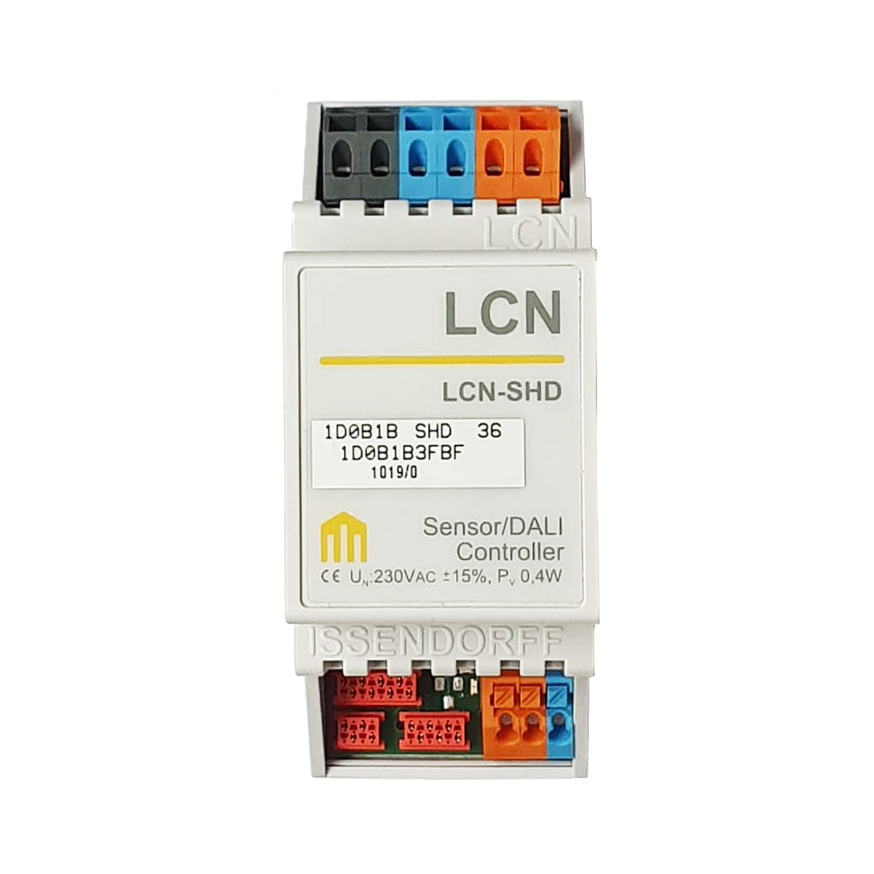 LCN
LCN
LCN-SHD
1D0B1B SHD 36
1D0B1B3FBF
1019/0
Sensor/DALI
Controller
CE UN:230VAC ±15%, PV 0,4W
ISSENDORFF